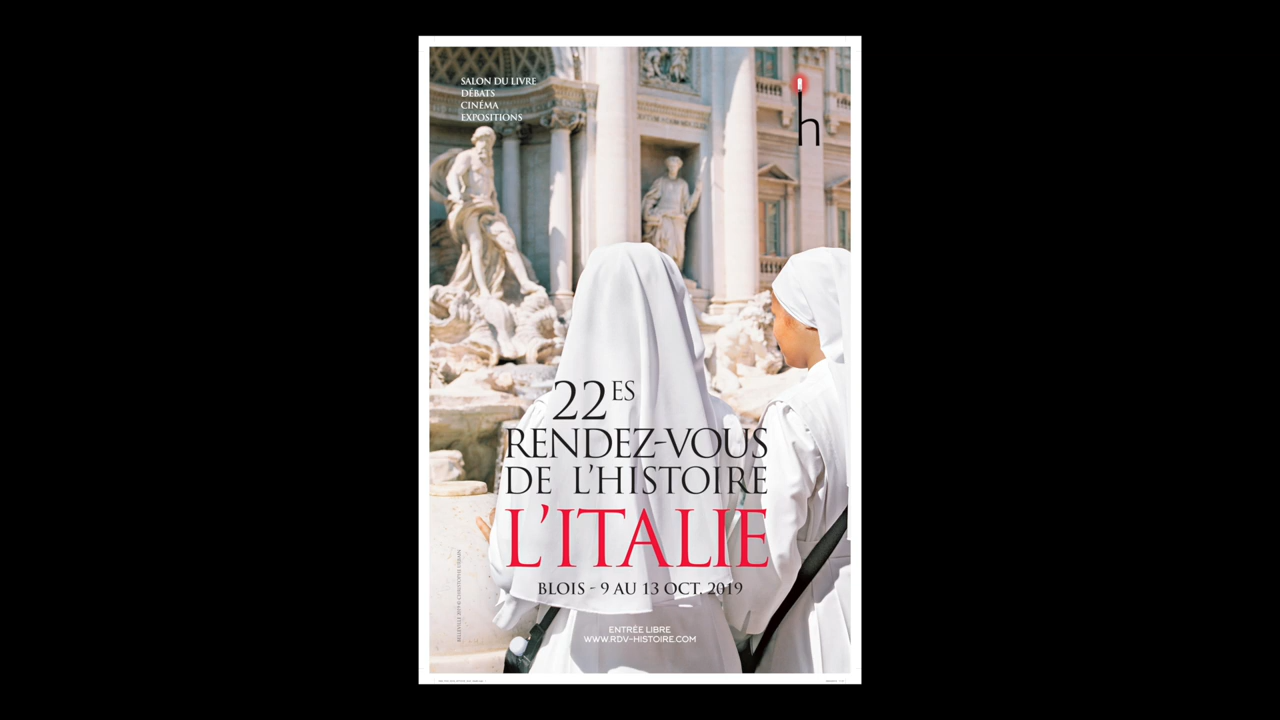 SALON DU LIVRE
DÉBATS
CINÉMA
EXPOSITIONS
h
22ES
RENDEZ-VOUS
DE L'HISTOIRE
L'ITALIE
BLOIS - 9 AU 13 OCT. 2019
ENTRÉE LIBRE
WWW.RDV-HISTOIRE.COM